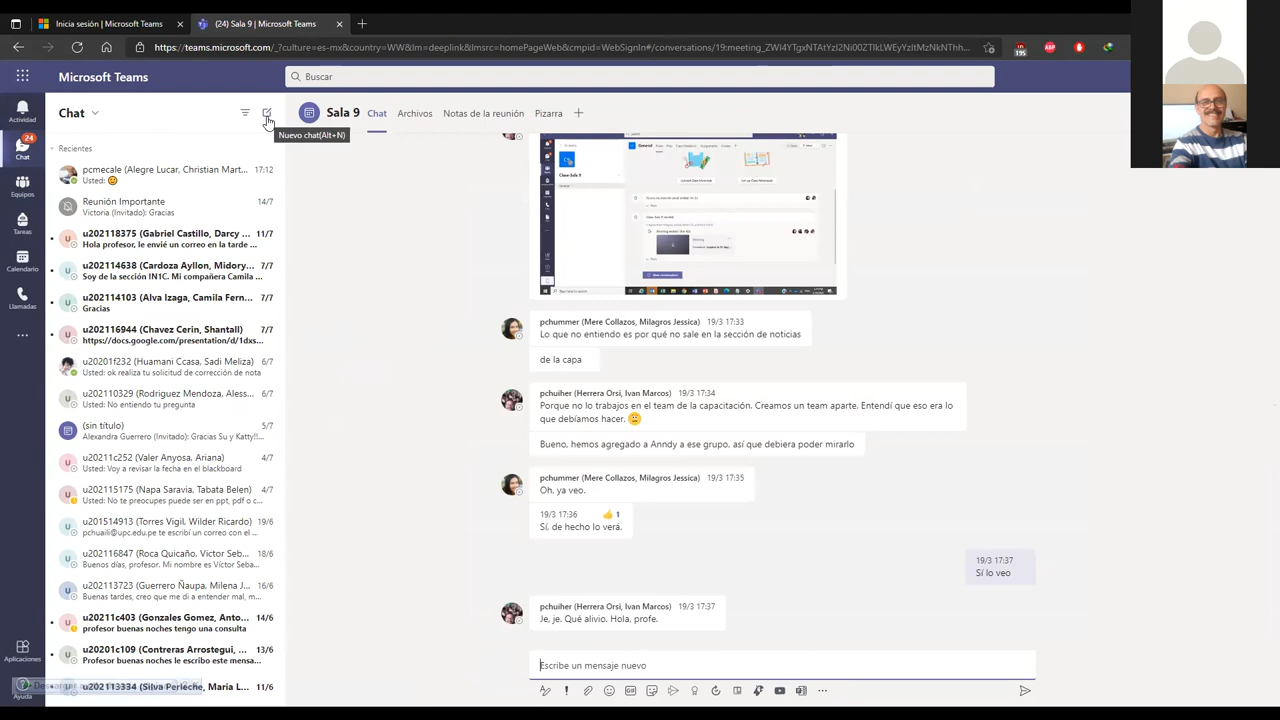 Inicia sesión | Microsoft Teams
(24) Sala 9 | Microsoft Teams
https://teams.microsoft.com/_?culture=es-mx&country=WW&lm=deeplink&lmsrc=homePageWeb&cmpid=WebSignIn#/conversations/19:meeting_
195
ABP
Microsoft Teams
Buscar
Actividad
24
Equipos
Tareas
Calendario
Llamadas
Aplicaciones
Ayuda
Chat
Nuevo chat(Alt+N)
Recientes
pcmecale (Alegre Lucar, Christian Mart... 17:12
Usted:
Reunión Importante 14/7
Victoria (Invitado): Gracias
u202118375 (Gabriel Castillo, Darcy ... 11/7
Hola profesor, le envié un correo en la tarde ...
u202114638 (Cardoza Ayllon, Midory... 7/7
Soy de la sección IN1C. Mi compañera Camila ...
u202114103 (Alva Izaga, Camila Fern... 7/7
Gracias
u202116944 (Chavez Cerin, Shantall) 7/7
https://docs.google.com/presentation/d/1dxs...
u20201f232 (Huamani Ccasa, Sadi Meliza) 6/7
Usted: ok realiza tu solicitud de corrección de nota
u202110329 (Rodriguez Mendoza, Aless... 6/7
Usted: No entiendo tu pregunta
(sin título) 5/7
Alexandra Guerrero (Invitado): Gracias Su y Katty!!...
u20211c252 (Valer Anyosa, Ariana) 4/7
Usted: Voy a revisar la fecha en el blackboard
u202115175 (Napa Saravia, Tabata Belen) 4/7
Usted: No te preocupes puede ser en ppt, pdf o c...
u201514913 (Torres Vigil, Wilder Ricardo) 19/6
Usted: pchuaili@upc.edu.pe te escribí un correo con el ...
u202116847 (Roca Quicaño, Victor Seb... 18/6
Buenos días, profesor. Mi nombre es Víctor Seba...
u202113723 (Guerrero Ñaupa, Milena J... 16/6
Buenas tardes, creo que me di a entender mal, m...
u20211c403 (Gonzales Gomez, Anto... 14/6
profesor buenas noches tengo una consulta
u20201c109 (Contreras Arrostegui, ... 13/6
Profesor buenas noches le escribo este mensa...
u202113334 (Silva Perleche, Maria L... 11/6
Sala 9 Chat Archivos Notas de la reunión Pizarra
General
pchummer (Mere Collazos, Milagros Jessica) 19/3 17:33
Lo que no entiendo es por qué no sale en la sección de noticias
de la capa
pchuiher (Herrera Orsi, Ivan Marcos) 19/3 17:34
Porque no lo trabajos en el team de la capacitación. Creamos un team aparte. Entendí que eso era lo
que debíamos hacer.
Bueno, hemos agregado a Anndy a ese grupo, así que debiera poder mirarlo
pchummer (Mere Collazos, Milagros Jessica) 19/3 17:35
Oh, ya veo.
19/3 17:36 1
Sí, de hecho lo verá.
19/3 17:37
Sí lo veo
pchuiher (Herrera Orsi, Ivan Marcos) 19/3 17:37
Je, je. Qué alivio. Hola, profe.
Escribe un mensaje nuevo
GIF